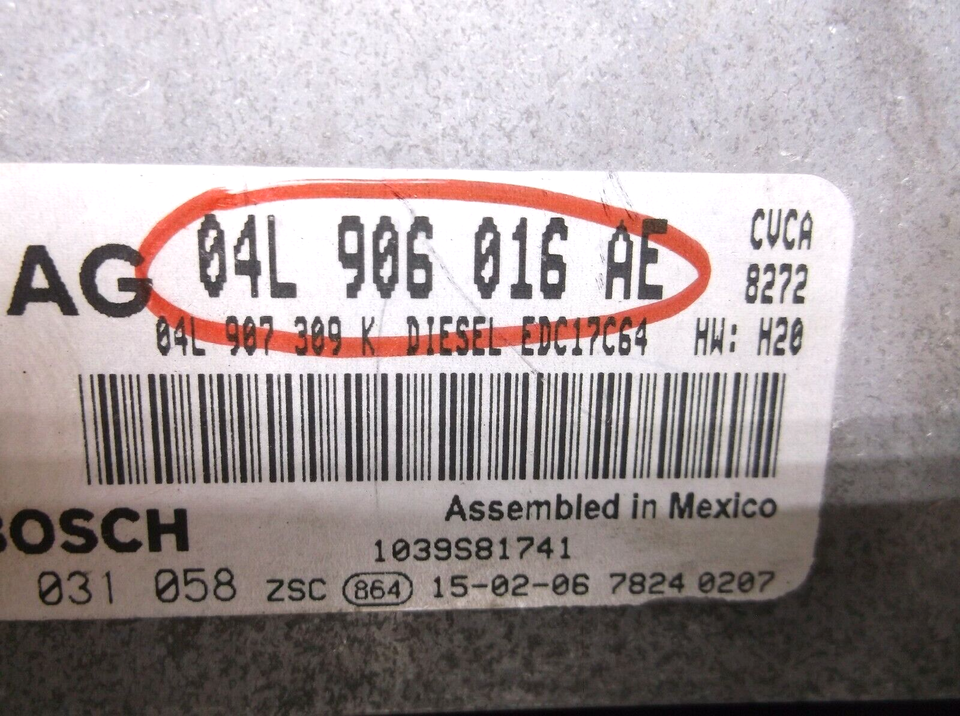 AG 04L 906 016 AE CVCA
8272
04L 907 309 K DIESEL EDC17C64 HW: H20
Assembled in Mexico
BOSCH
1039S81741
031 058 ZSC 864 15-02-06 7824 0207